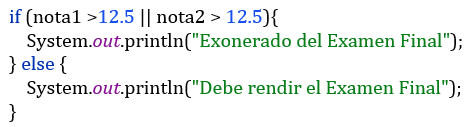 if (nota1 >12.5 || nota2 > 12.5){
    System.out.println("Exonerado del Examen Final");
} else {
    System.out.println("Debe rendir el Examen Final");
}